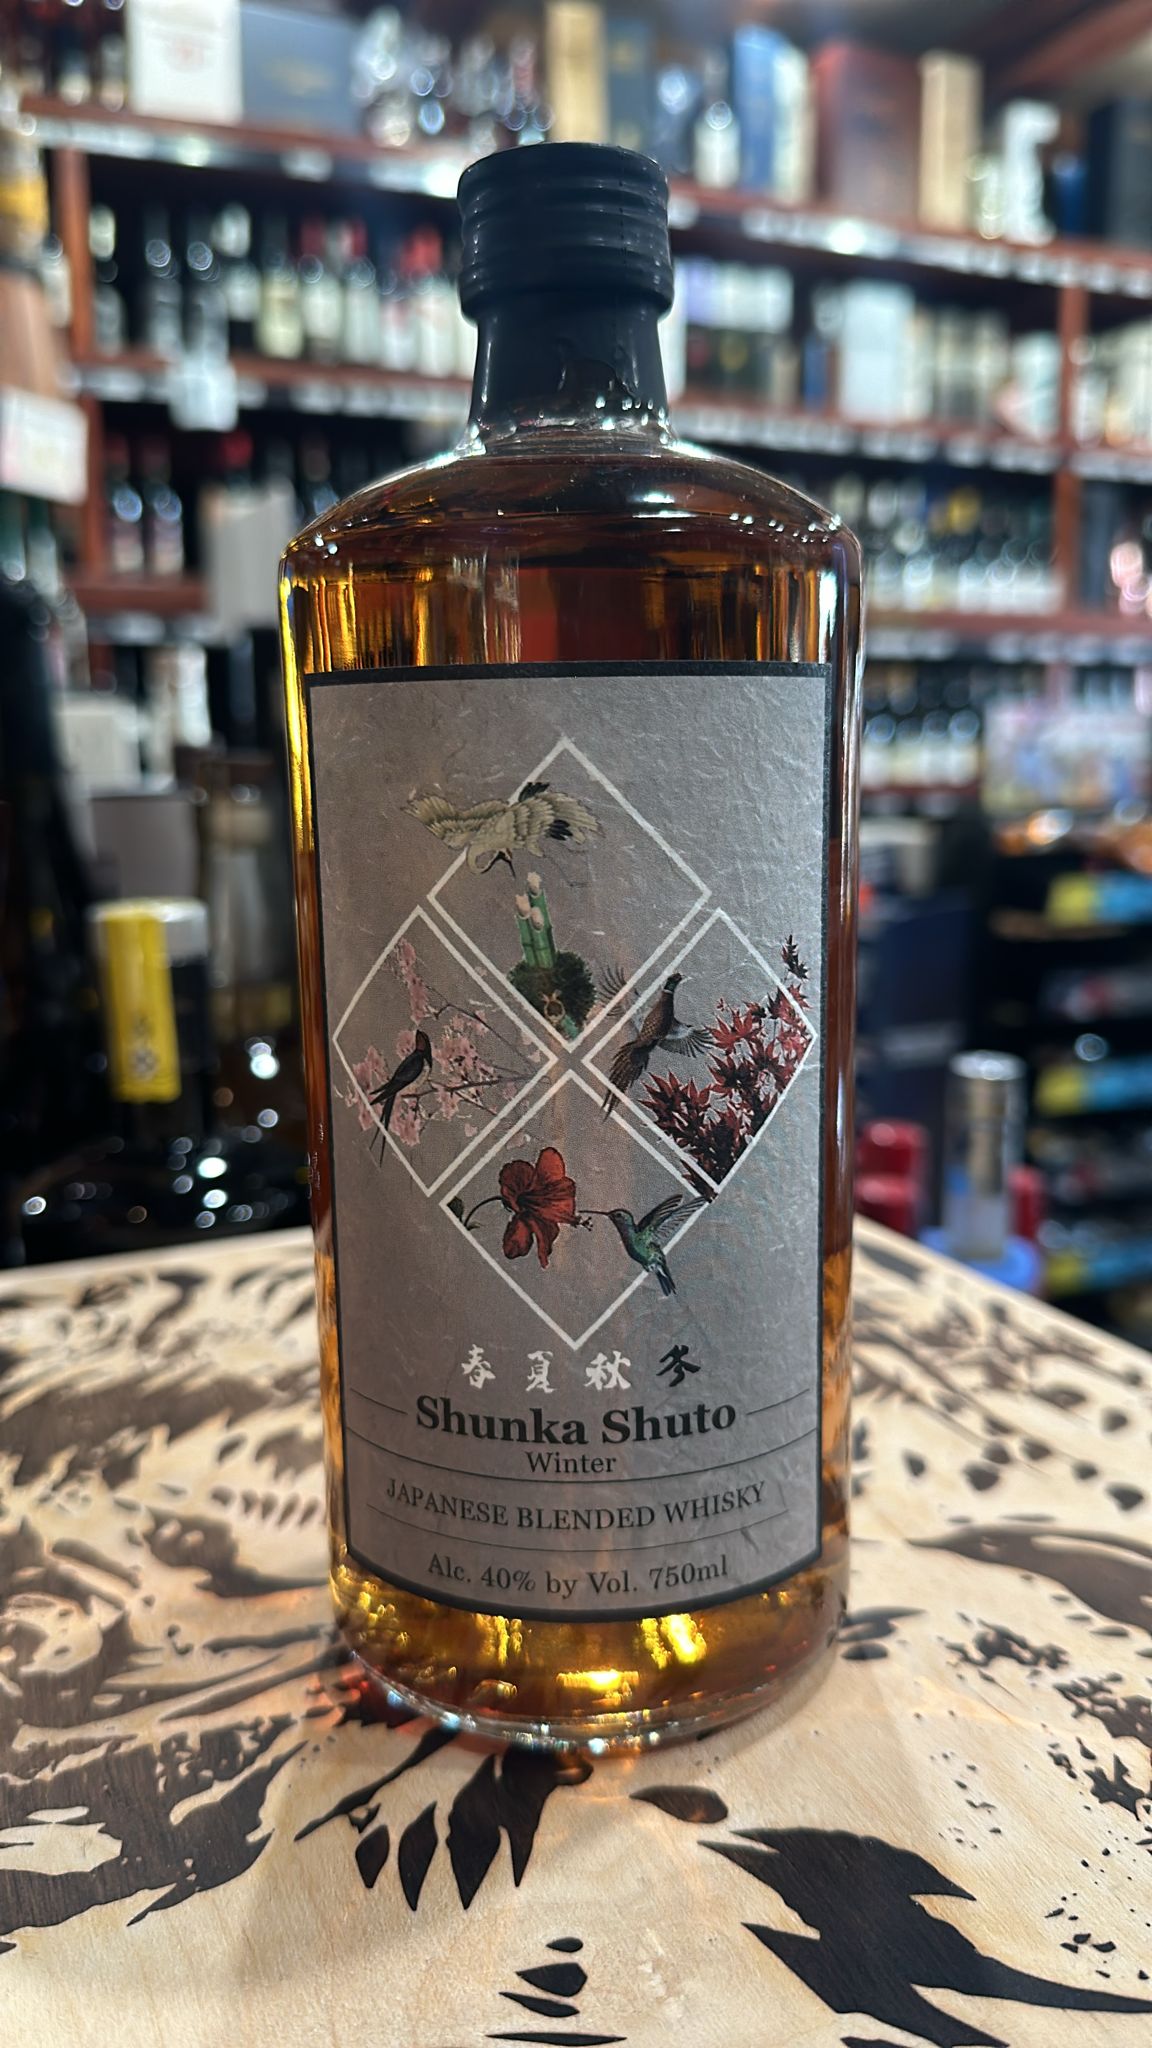 春夏秋冬
Shunka Shuto
Winter
JAPANESE BLENDED WHISKY
Alc. 40% by Vol. 750ml